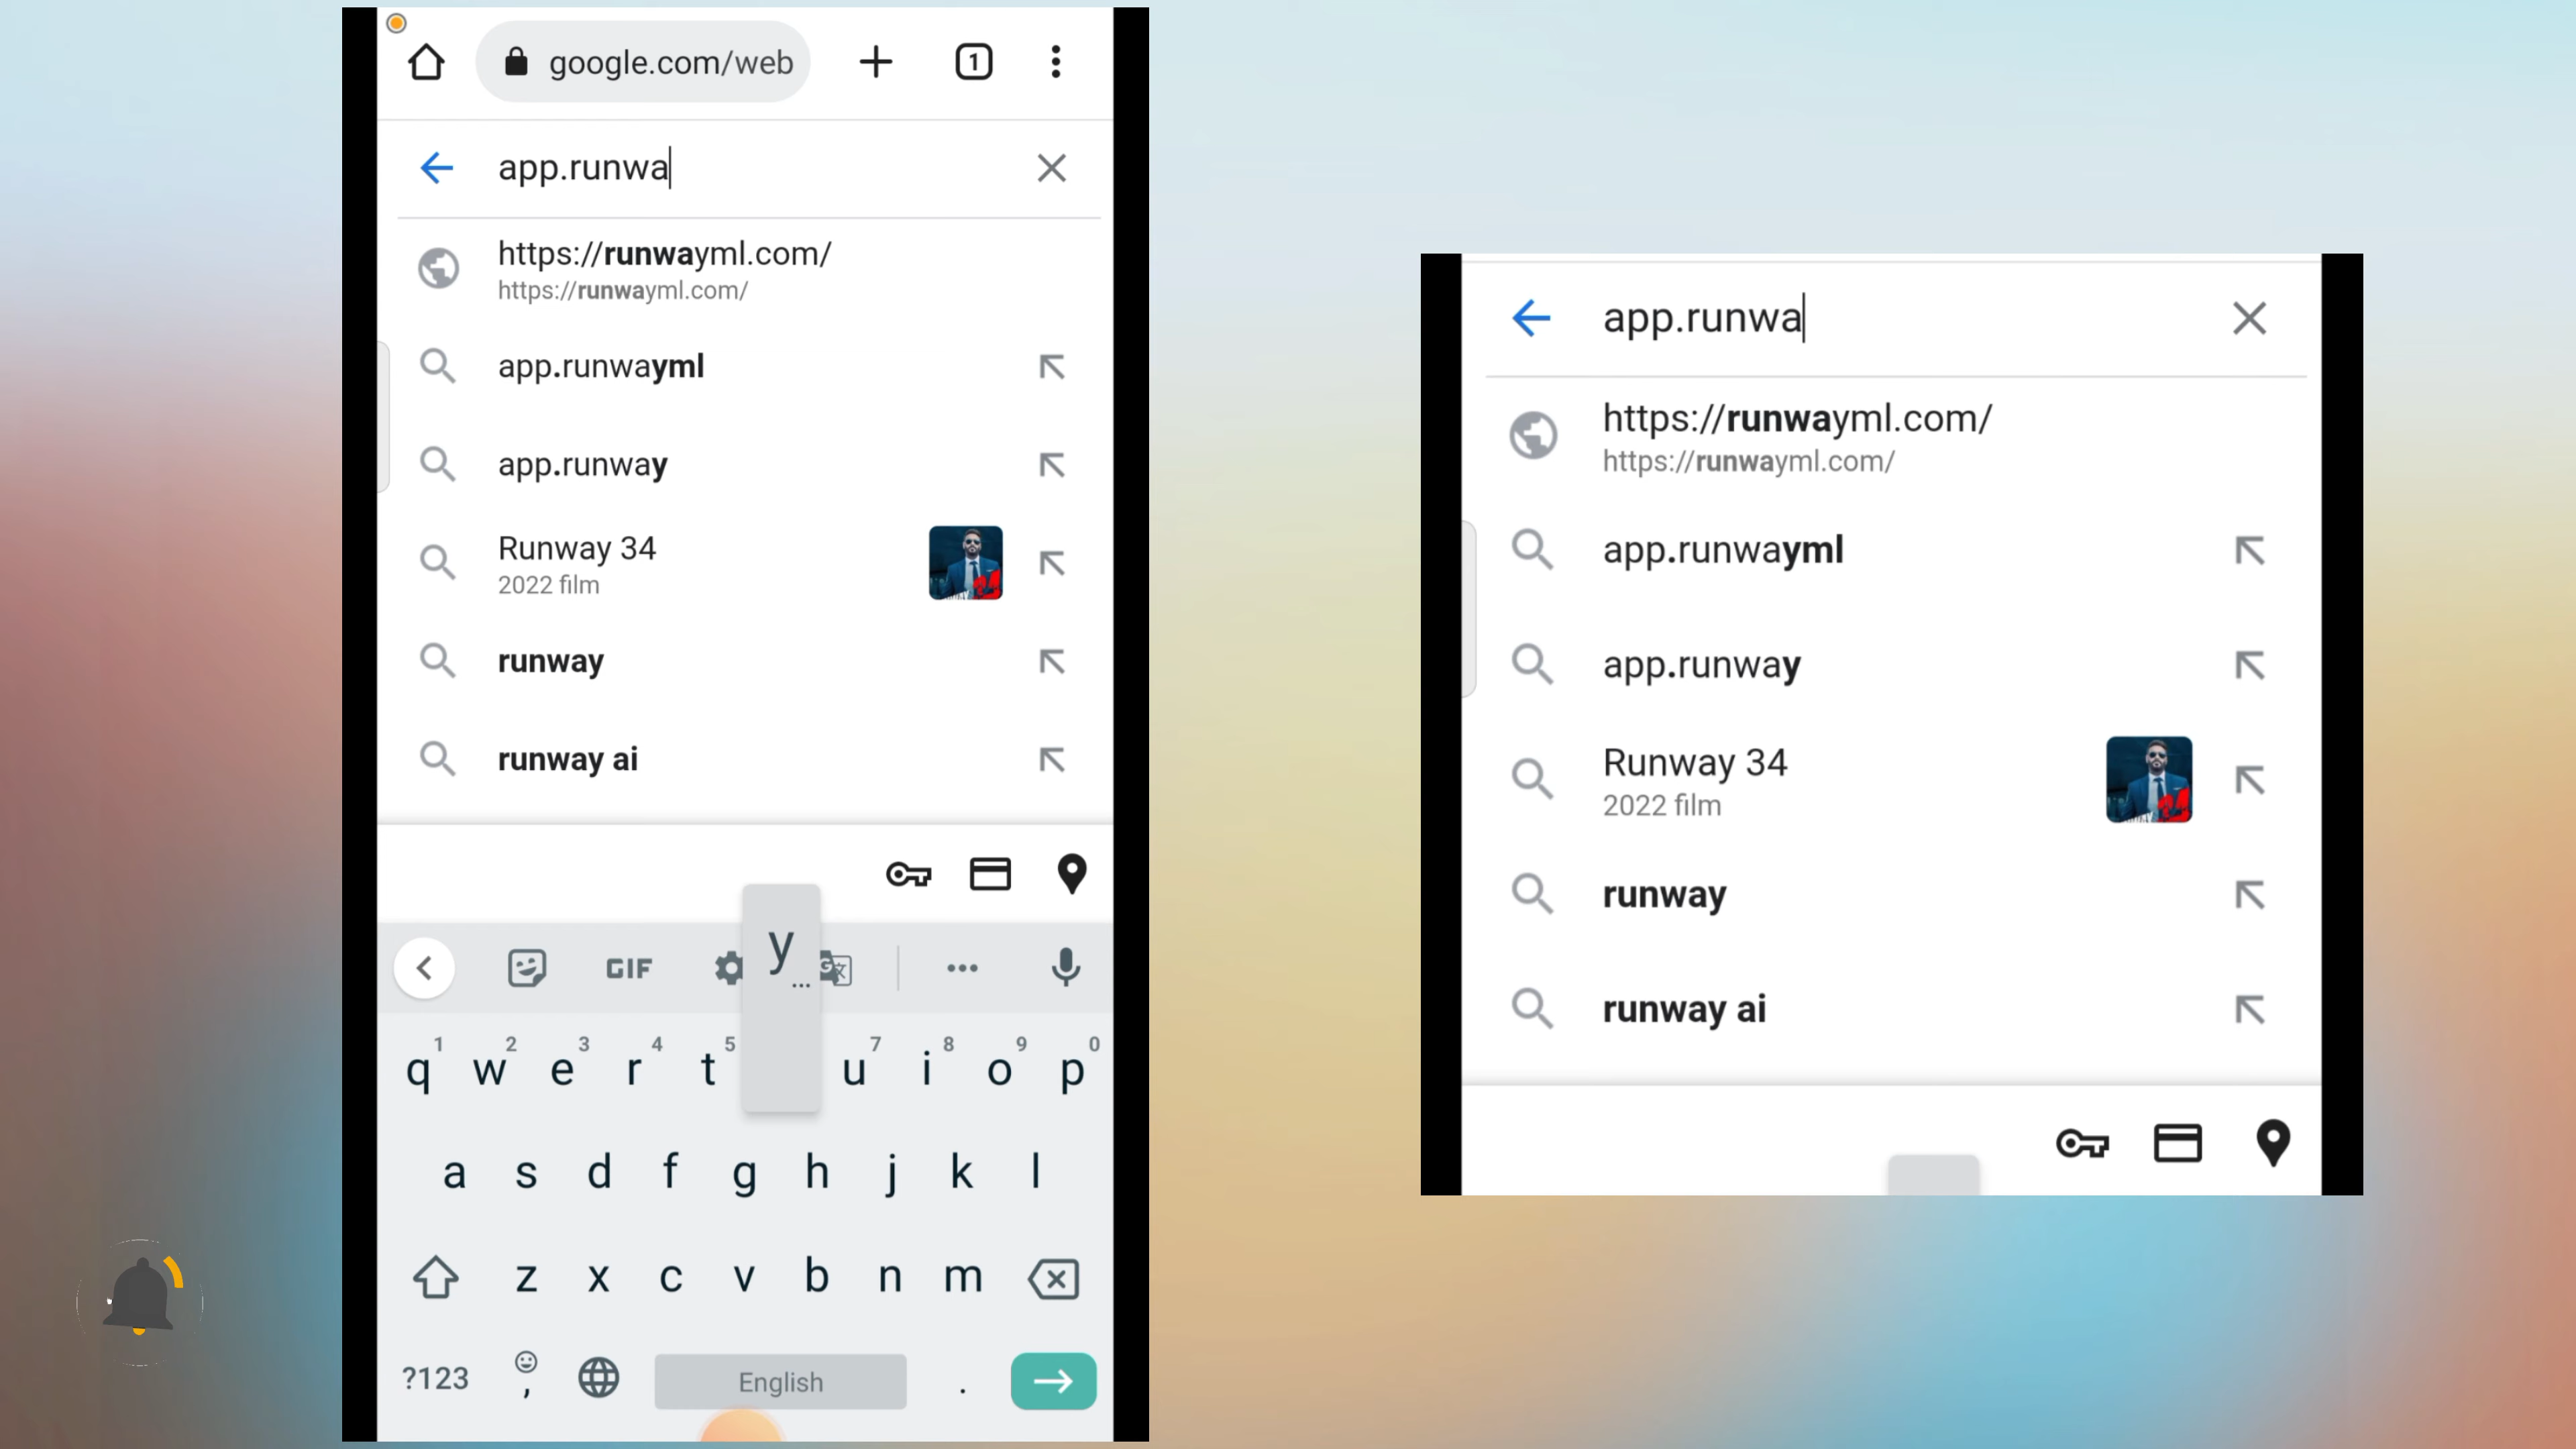 google.com/web
1
app.runwa
https://runwayml.com/
https://runwayml.com/
app.runwayml
app.runway
Runway 34
2022 film
runway
runway ai
y
...
GIF
1 2 3 4 5 7 8 9 0
q w e r t u i o p
a s d f g h j k l
z x c v b n m
?123 , English .
app.runwa
https://runwayml.com/
https://runwayml.com/
app.runwayml
app.runway
Runway 34
2022 film
runway
runway ai